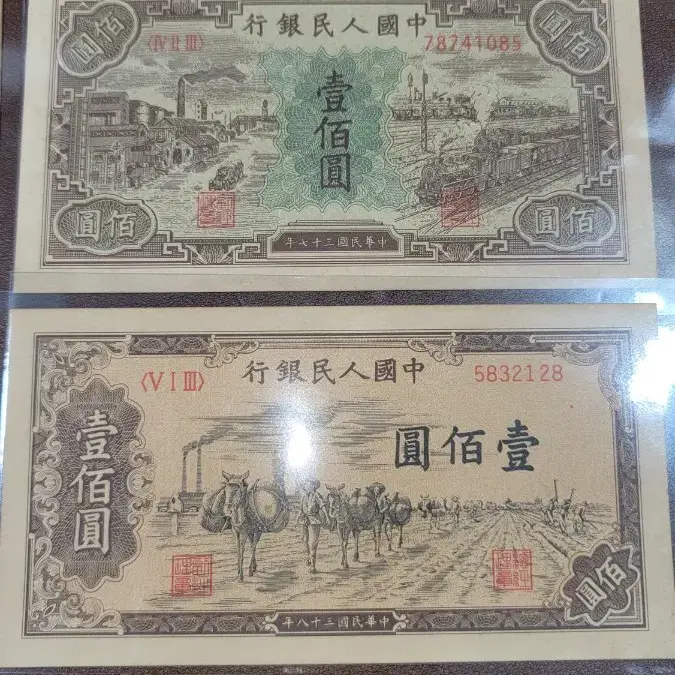 中國人民銀行
〈IV II III〉
78741085
佰圓
佰圓
壹佰圓
佰圓
佰圓
中華民國三十七年
中國人民銀行
〈V I III〉
5832128
壹佰圓
壹佰圓
佰圓
中華民國三十八年